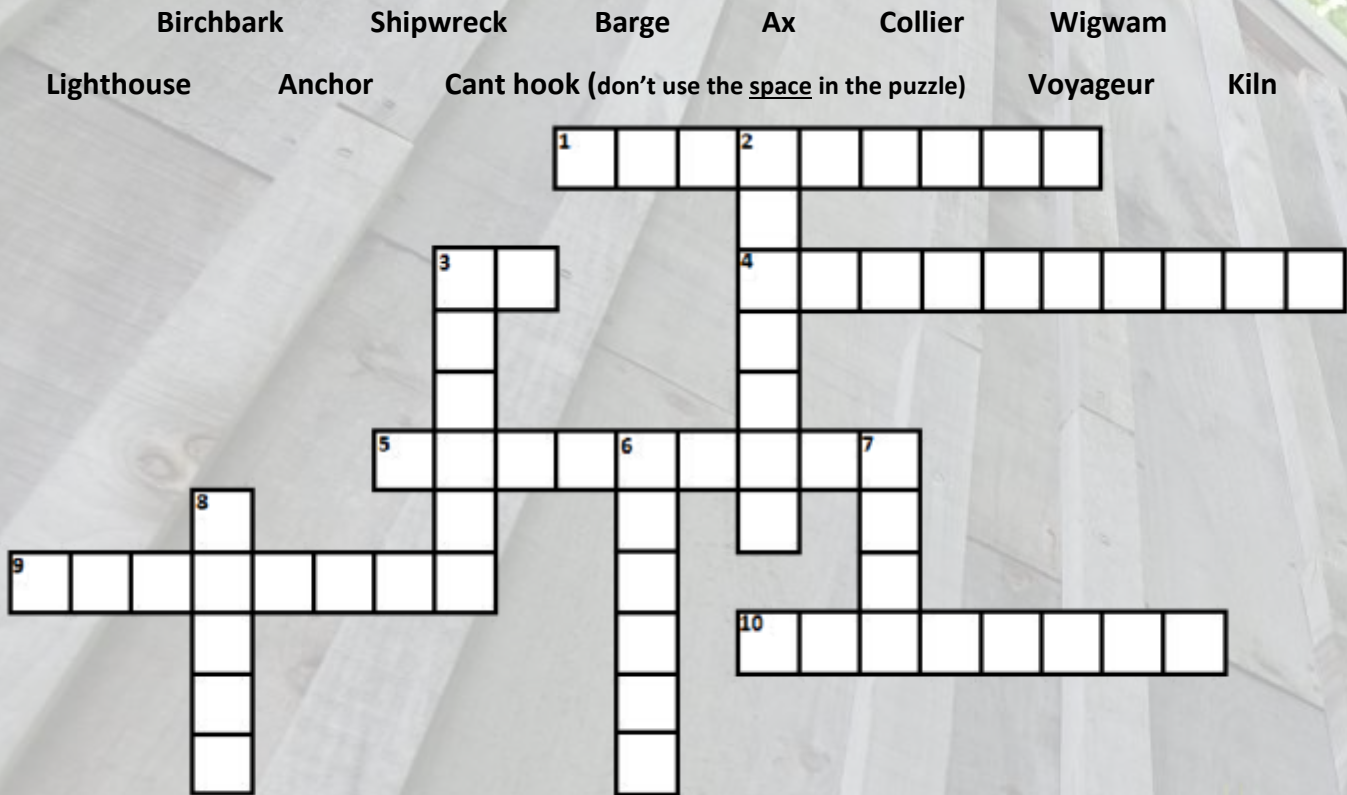 Birchbark Shipwreck Barge Ax Collier Wigwam
Lighthouse Anchor Cant hook (don’t use the space in the puzzle) Voyageur Kiln
1 2
3 4
5 6 7
8
9
10